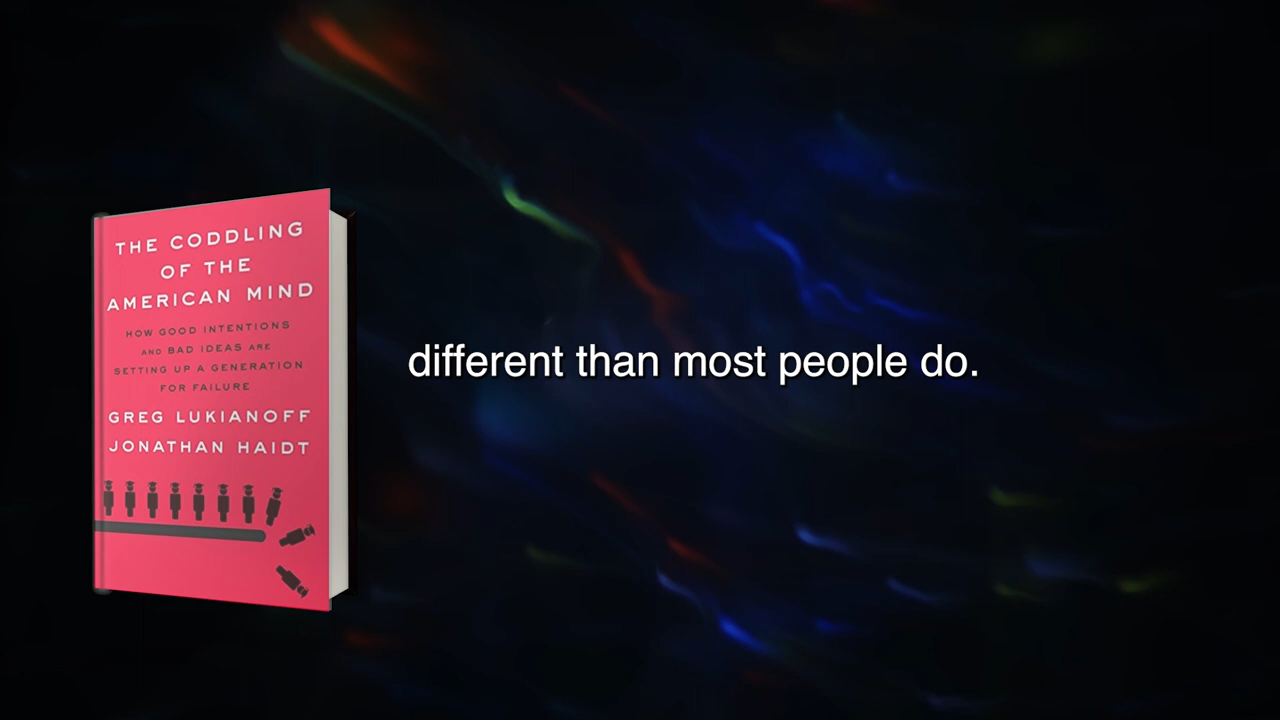 THE CODDLING
OF THE
AMERICAN MIND
HOW GOOD INTENTIONS
AND BAD IDEAS ARE
SETTING UP A GENERATION
FOR FAILURE
GREG LUKIANOFF
JONATHAN HAIDT
different than most people do.